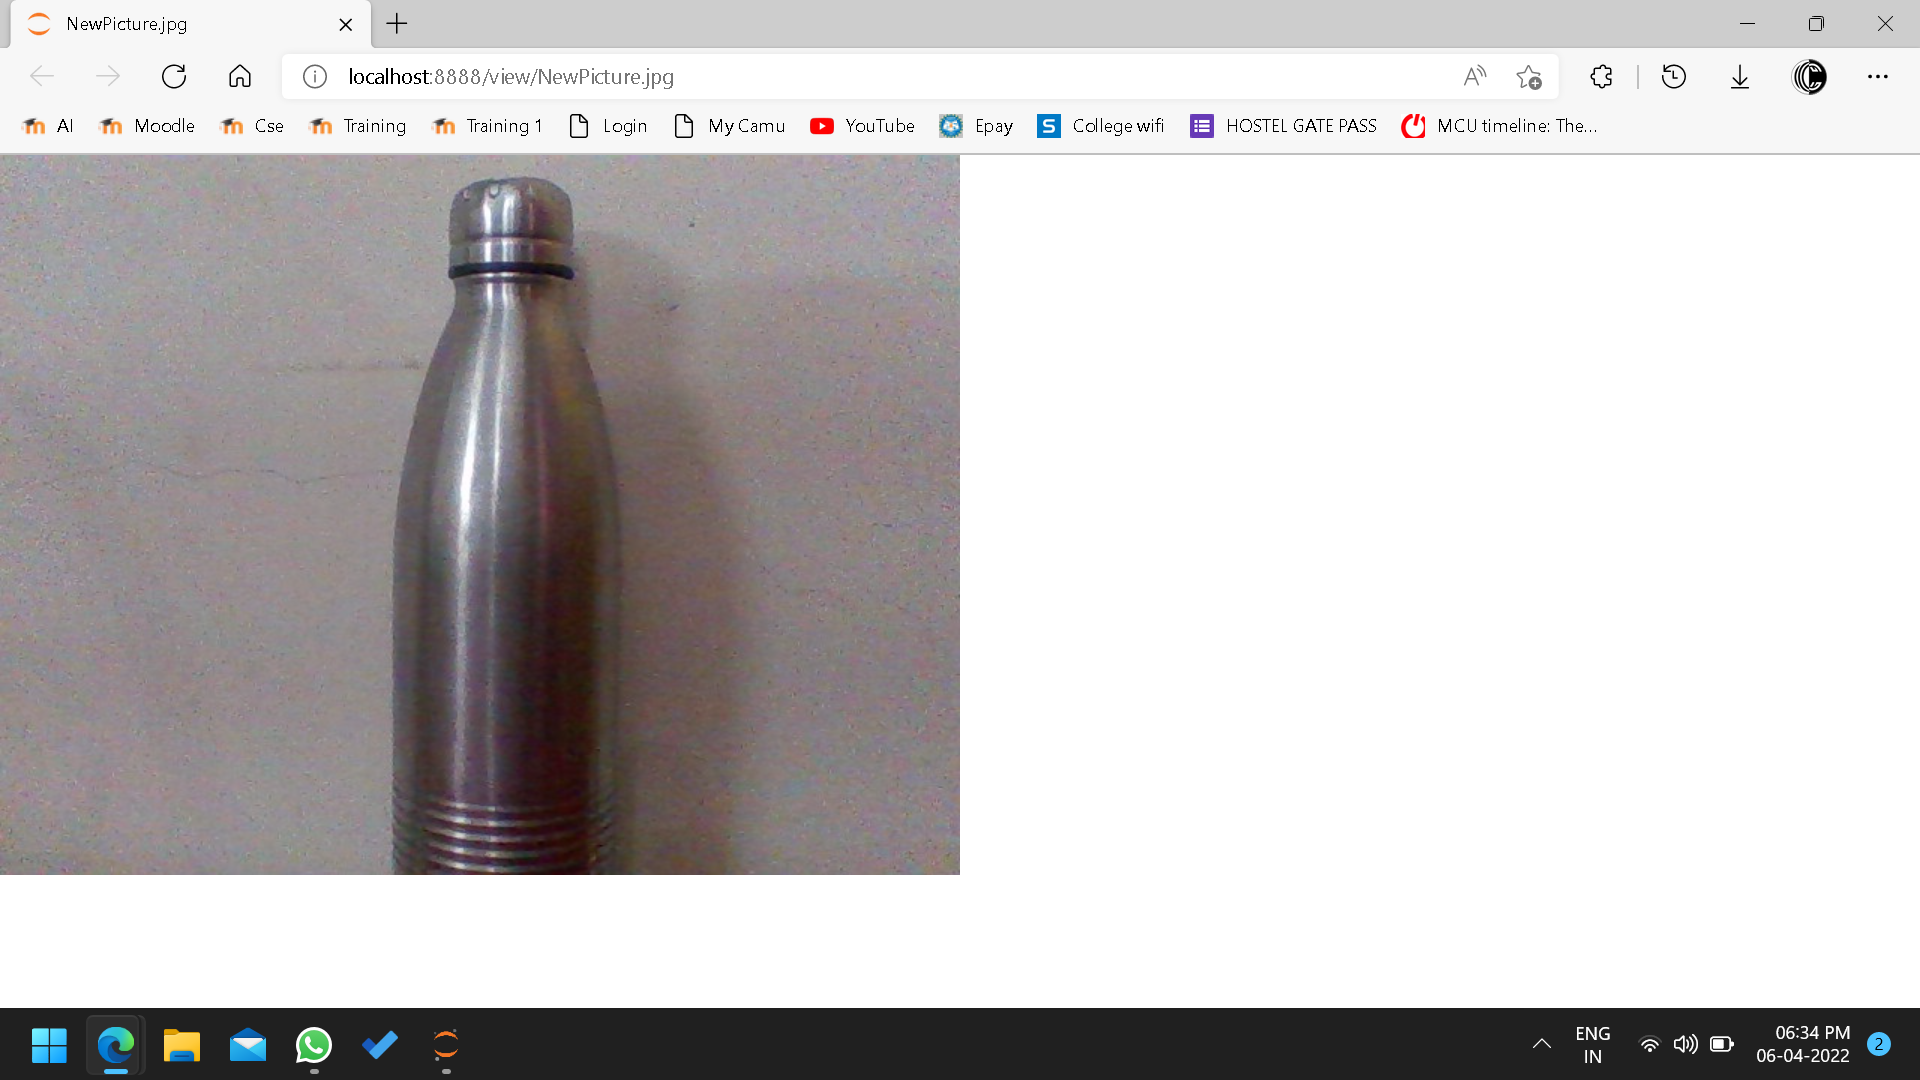 NewPicture.jpg
localhost:8888/view/NewPicture.jpg
AI Moodle Cse Training Training 1 Login My Camu YouTube Epay College wifi HOSTEL GATE PASS MCU timeline: The...
ENG
IN
06:34 PM
06-04-2022
2